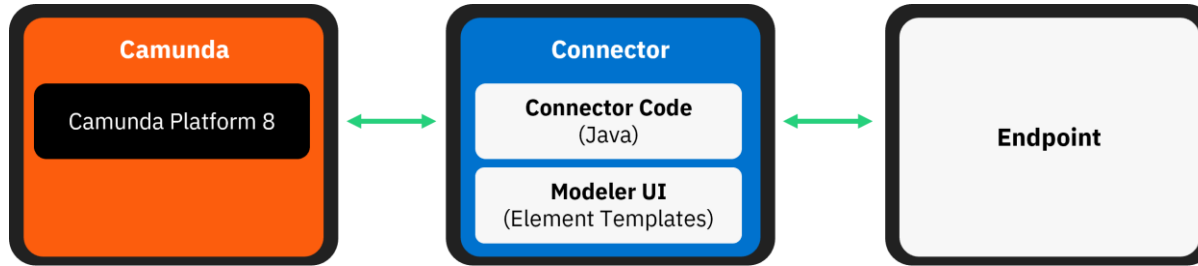 Camunda
Camunda Platform 8
Connector
Connector Code
(Java)
Modeler UI
(Element Templates)
Endpoint